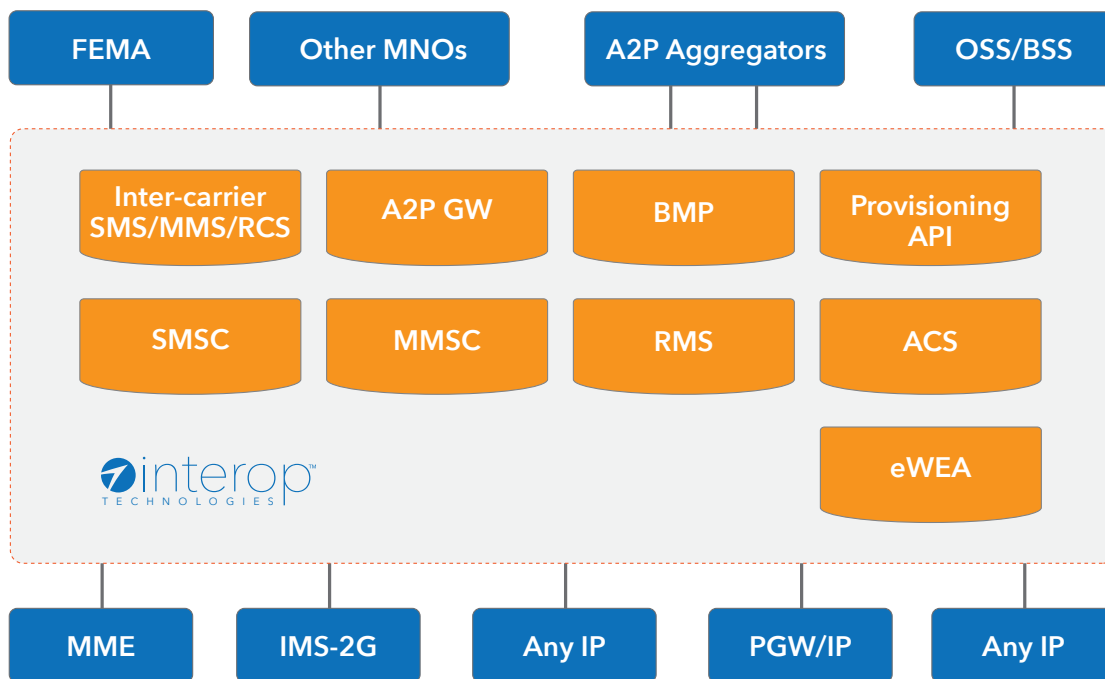 FEMA
Other MNOs
A2P Aggregators
OSS/BSS
Inter-carrier
SMS/MMS/RCS
A2P GW
BMP
Provisioning
API
SMSC
MMSC
RMS
ACS
eWEA
interop™
TECHNOLOGIES
MME
IMS-2G
Any IP
PGW/IP
Any IP